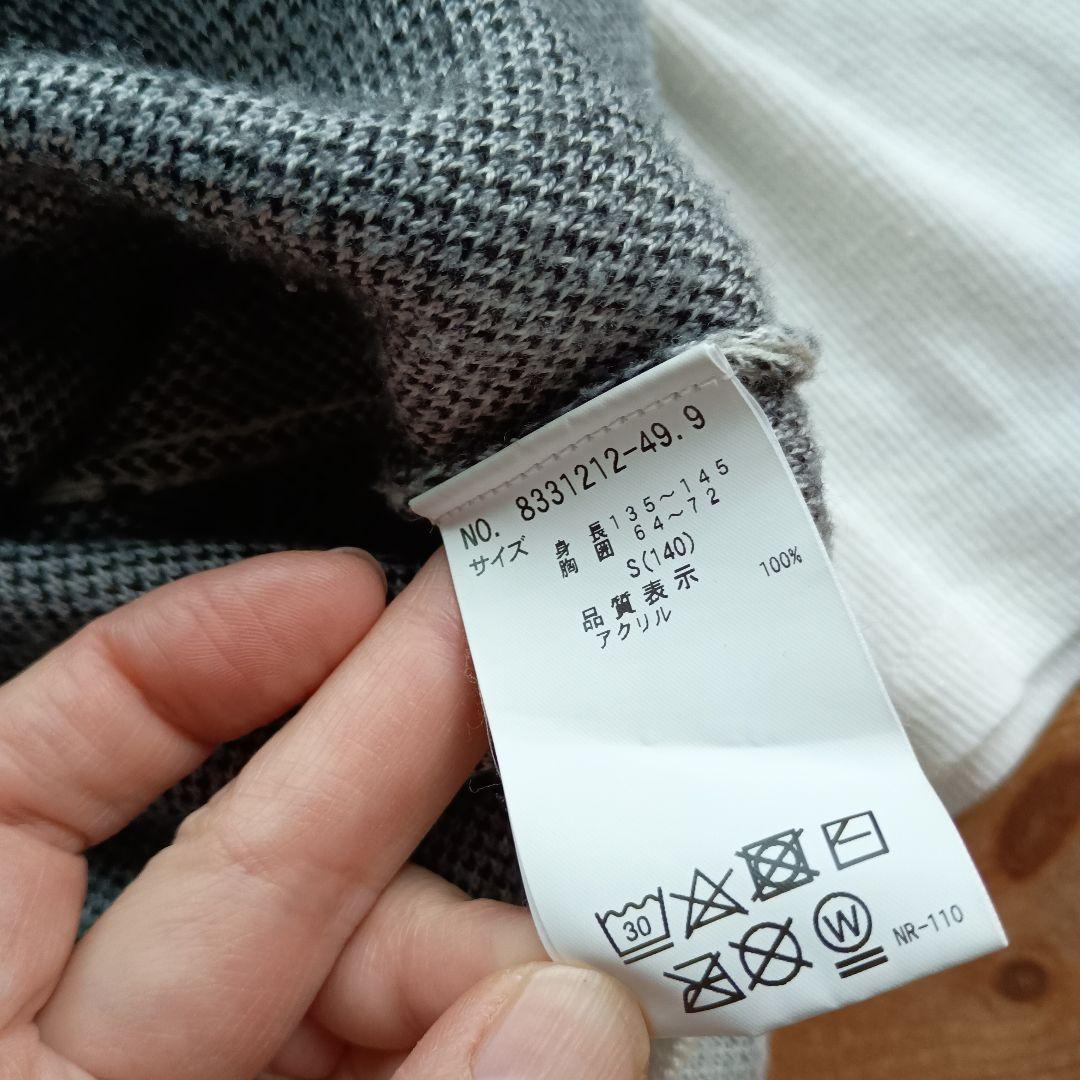 NO. 8331212-49.9
サイズ 身 長 135～145
胸 囲 64～72
S(140)
品質表示
アクリル 100%
30
W
NR-110